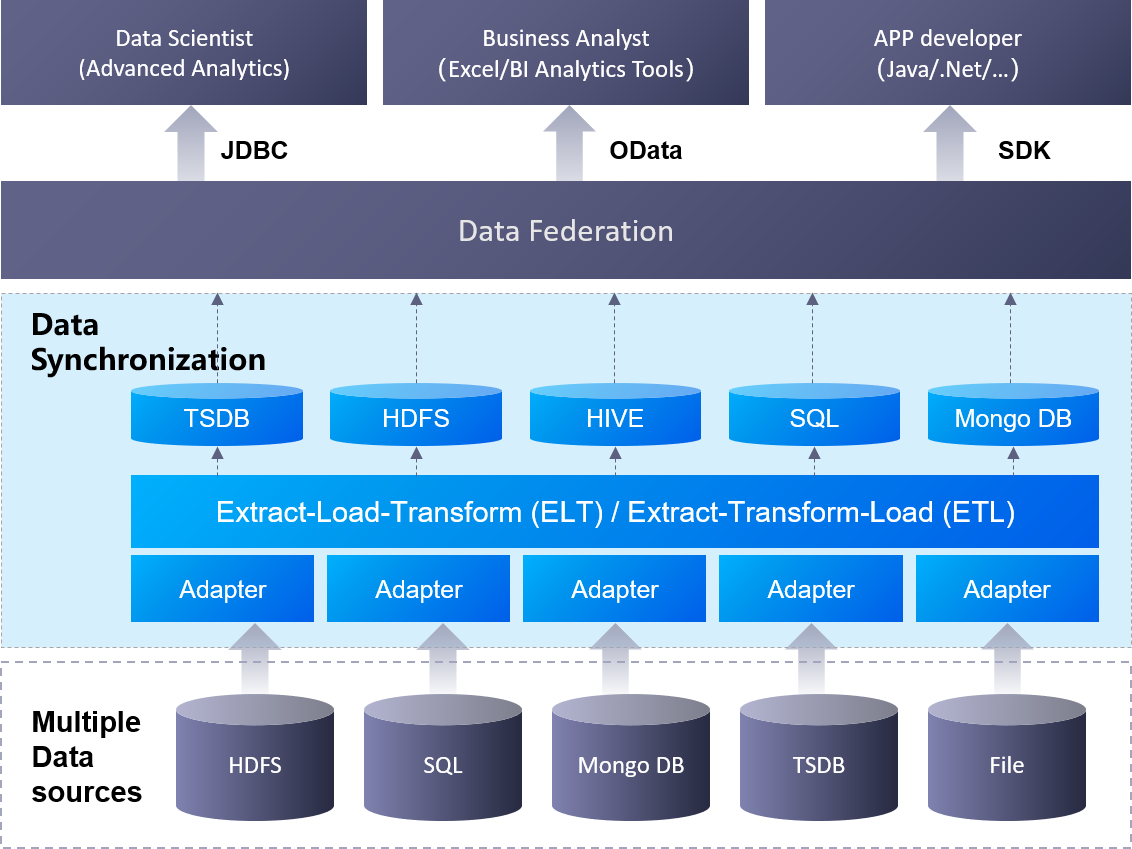 Data Scientist
(Advanced Analytics)
Business Analyst
(Excel/BI Analytics Tools)
APP developer
(Java/.Net/...)
JDBC
OData
SDK
Data Federation
Data
Synchronization
TSDB
HDFS
HIVE
SQL
Mongo DB
Extract-Load-Transform (ELT) / Extract-Transform-Load (ETL)
Adapter
Adapter
Adapter
Adapter
Adapter
Multiple
Data
sources
HDFS
SQL
Mongo DB
TSDB
File